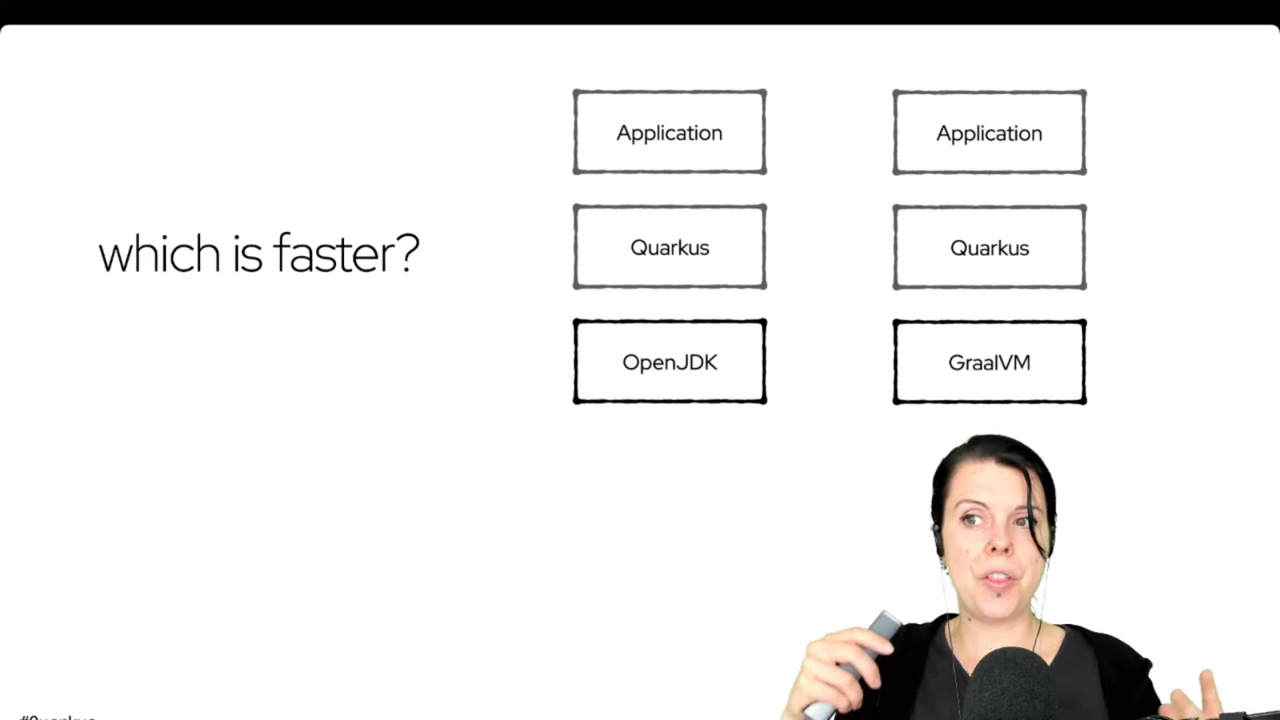 which is faster?
Application
Application
Quarkus
Quarkus
OpenJDK
GraalVM